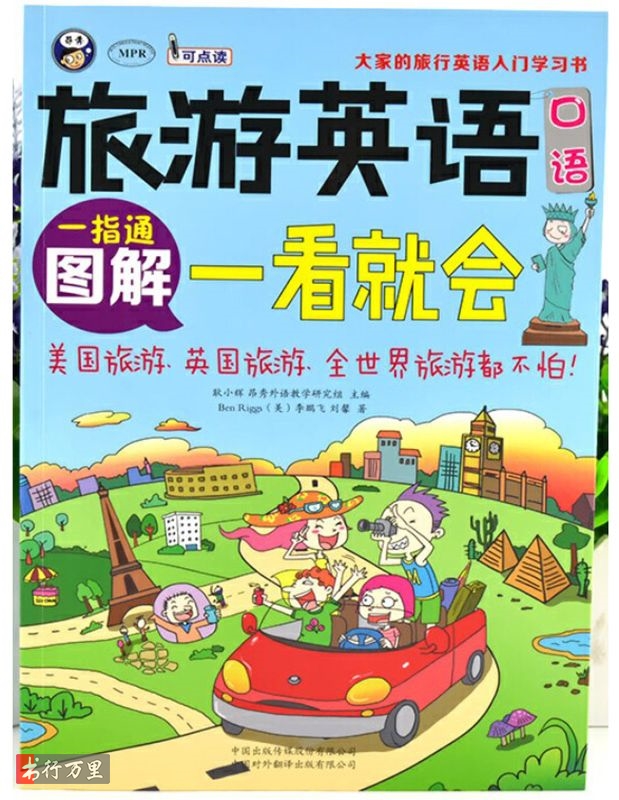 昂秀
MPR
可点读
大家的旅行英语入门学习书
旅游英语
口语
一指通
图解
一看就会
美国旅游、英国旅游、全世界旅游都不怕!
耿小辉 昂秀外语教学研究组 主编
Ben Riggs(美)李鹏飞 刘馨 著
中国出版传媒股份有限公司
中国对外翻译出版有限公司
书行万里